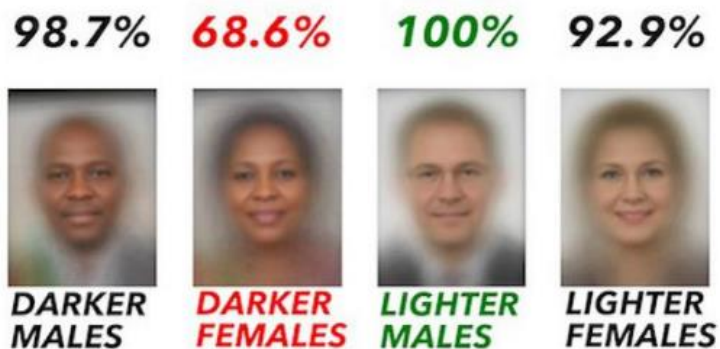 98.7% 68.6% 100% 92.9%
DARKER MALES
DARKER FEMALES
LIGHTER MALES
LIGHTER FEMALES